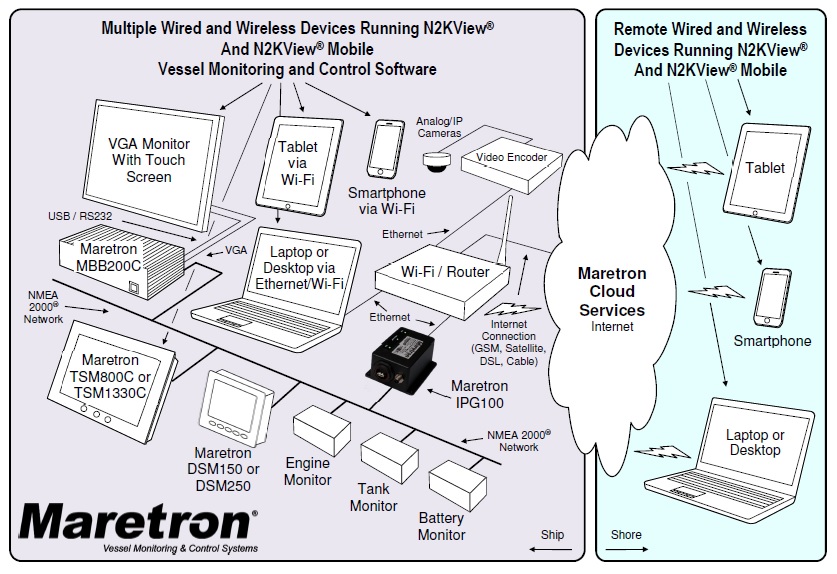 Multiple Wired and Wireless Devices Running N2KView®
And N2KView® Mobile
Vessel Monitoring and Control Software
Remote Wired and Wireless
Devices Running N2KView®
And N2KView® Mobile
VGA Monitor
With Touch
Screen
Tablet
via
Wi-Fi
Smartphone
via Wi-Fi
Analog/IP
Cameras
Video Encoder
Tablet
USB / RS232
Maretron
MBB200C
VGA
Laptop or
Desktop via
Ethernet/Wi-Fi
Ethernet
Wi-Fi / Router
Maretron
Cloud
Services
Internet
Smartphone
NMEA
2000®
Network
Ethernet
Internet
Connection
(GSM, Satellite,
DSL, Cable)
Maretron
TSM800C or
TSM1330C
Maretron
IPG100
Maretron
DSM150 or
DSM250
Engine
Monitor
Tank
Monitor
Battery
Monitor
NMEA 2000®
Network
Laptop or
Desktop
Maretron®
Vessel Monitoring & Control Systems
Ship
Shore